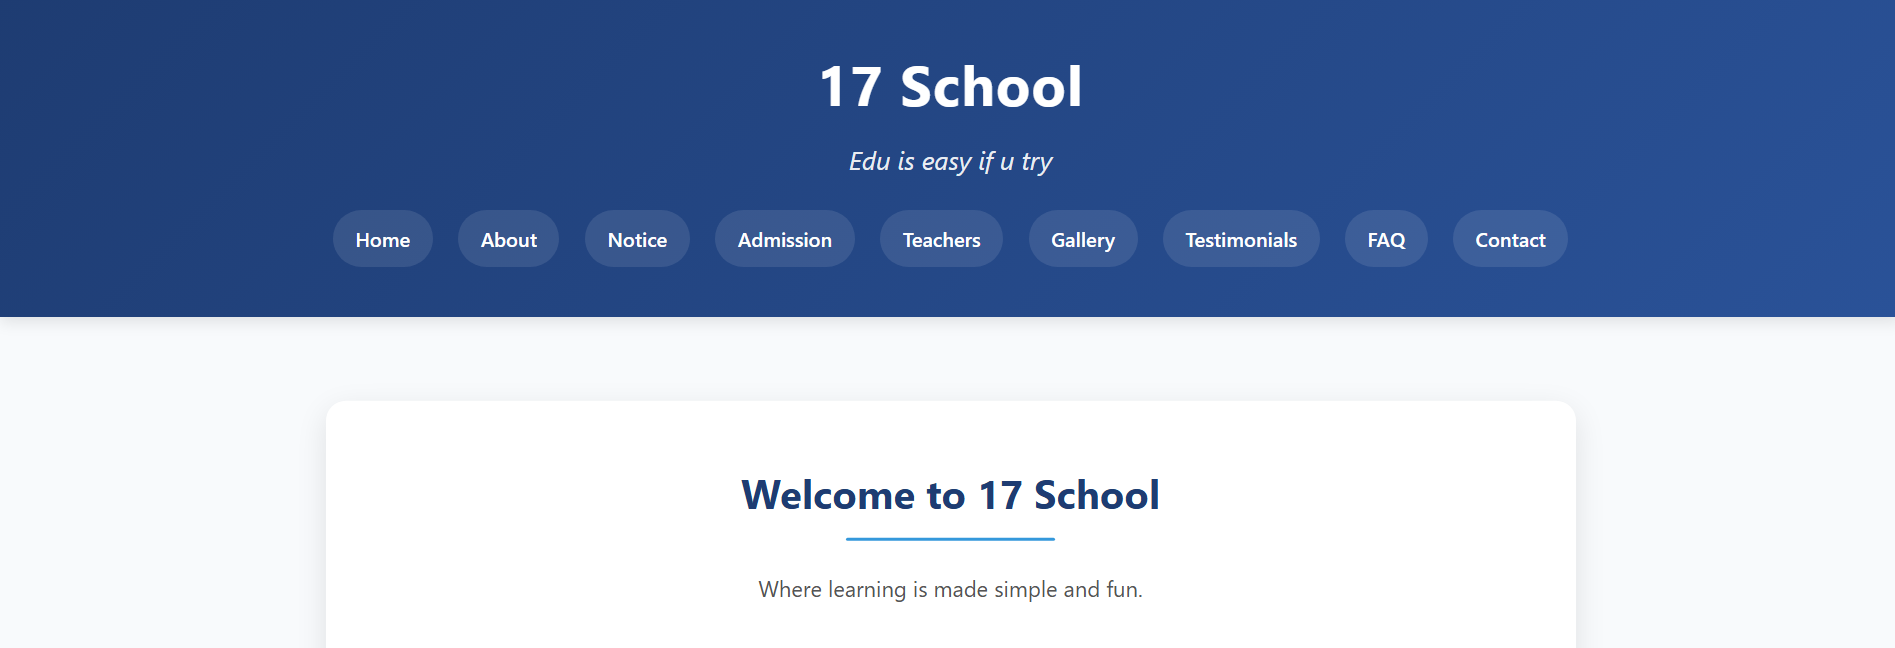 17 School
Edu is easy if u try
Home About Notice Admission Teachers Gallery Testimonials FAQ Contact
Welcome to 17 School
Where learning is made simple and fun.